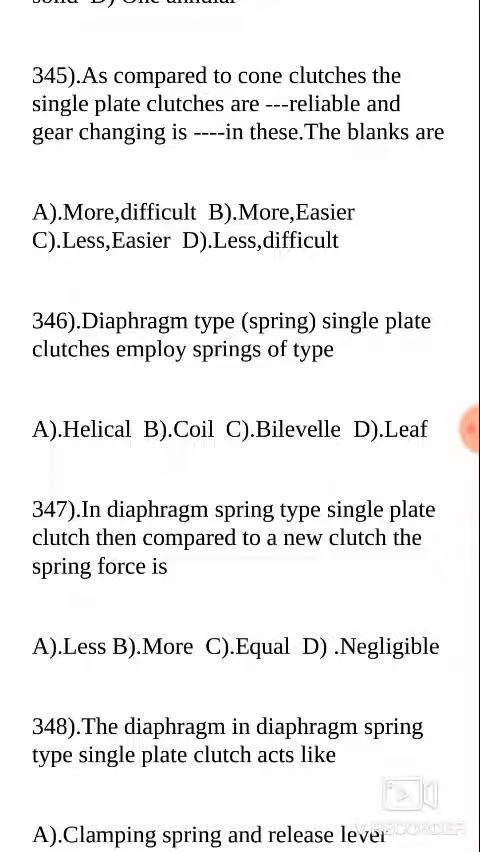 solid D) One annular
345).As compared to cone clutches the
single plate clutches are ---reliable and
gear changing is ----in these.The blanks are
A).More,difficult B).More,Easier
C).Less,Easier D).Less,difficult
346).Diaphragm type (spring) single plate
clutches employ springs of type
A).Helical B).Coil C).Bilevelle D).Leaf
347).In diaphragm spring type single plate
clutch then compared to a new clutch the
spring force is
A).Less B).More C).Equal D) .Negligible
348).The diaphragm in diaphragm spring
type single plate clutch acts like
A).Clamping spring and release lever